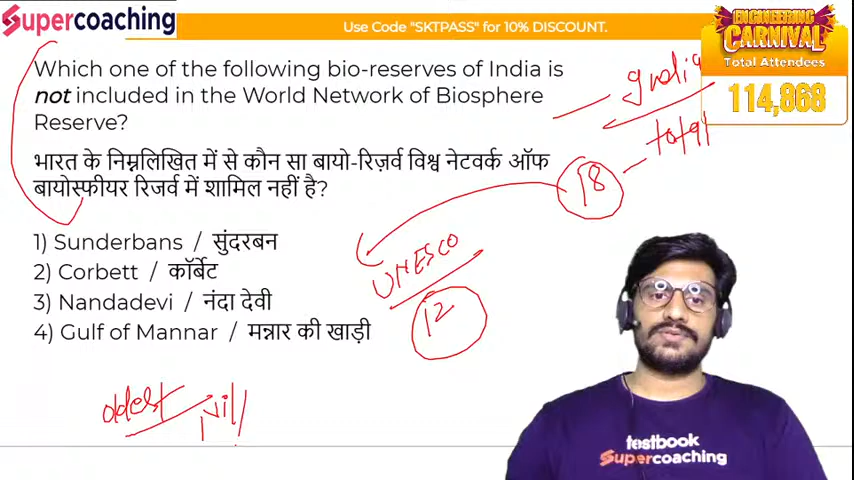 Supercoaching
Use Code "SKTPASS" for 10% DISCOUNT.
ENGINEERING
CARNIVAL
Total Attendees
114,868
Which one of the following bio-reserves of India is
not included in the World Network of Biosphere
Reserve?
भारत के निम्नलिखित में से कौन सा बायो-रिज़र्व विश्व नेटवर्क ऑफ
बायोस्फीयर रिजर्व में शामिल नहीं है?
1) Sunderbans / सुंदरबन
2) Corbett / कॉर्बेट
3) Nandadevi / नंदा देवी
4) Gulf of Mannar / मन्नार की खाड़ी
India
total
18
UNESCO
12
oldest
testbook
Supercoaching